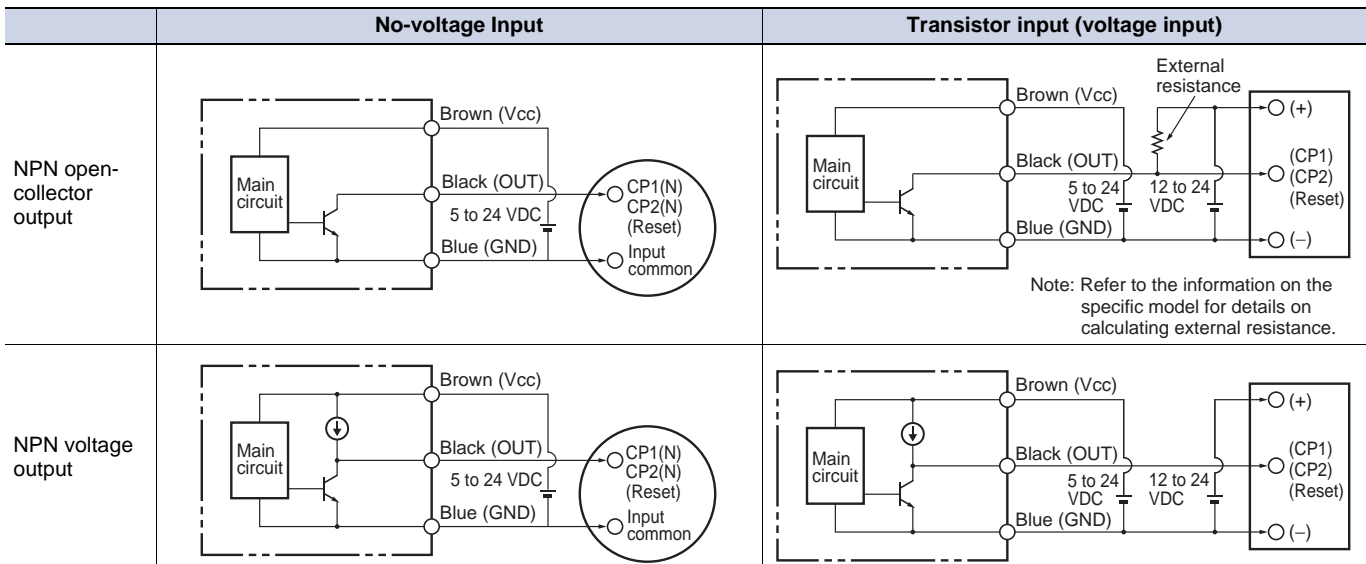 No-voltage Input
Transistor input (voltage input)
NPN open-
collector
output
Main
circuit
Brown (Vcc)
Black (OUT)
5 to 24 VDC
Blue (GND)
CP1(N)
CP2(N)
(Reset)
Input
common
Main
circuit
Brown (Vcc)
Black (OUT)
5 to 24
VDC
12 to 24
VDC
Blue (GND)
External
resistance
(+)
(CP1)
(CP2)
(Reset)
(−)
Note: Refer to the information on the
specific model for details on
calculating external resistance.
NPN voltage
output
Main
circuit
Brown (Vcc)
Black (OUT)
5 to 24 VDC
Blue (GND)
CP1(N)
CP2(N)
(Reset)
Input
common
Main
circuit
Brown (Vcc)
Black (OUT)
5 to 24
VDC
12 to 24
VDC
Blue (GND)
(+)
(CP1)
(CP2)
(Reset)
(−)